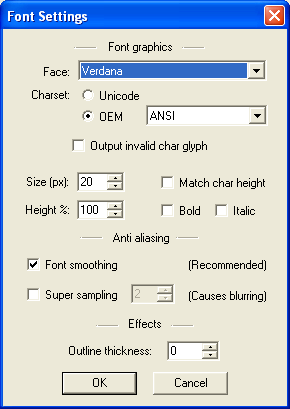 Font Settings
Font graphics
Face: Verdana
Charset: Unicode
OEM ANSI
Output invalid char glyph
Size (px): 20 Match char height
Height %: 100 Bold Italic
Anti aliasing
Font smoothing (Recommended)
Super sampling 2 (Causes blurring)
Effects
Outline thickness: 0
OK Cancel